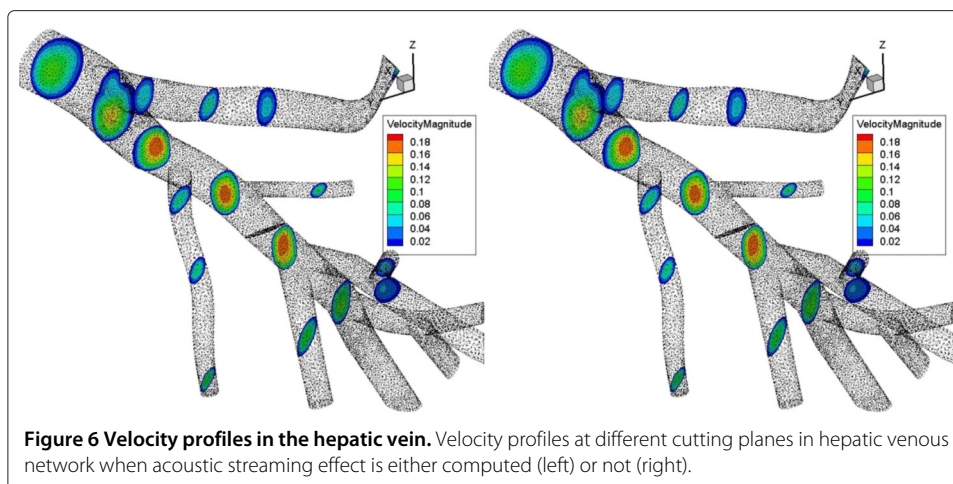 Z
X
VelocityMagnitude
0.18
0.16
0.14
0.12
0.1
0.08
0.06
0.04
0.02
Z
X
VelocityMagnitude
0.18
0.16
0.14
0.12
0.1
0.08
0.06
0.04
0.02
Figure 6 Velocity profiles in the hepatic vein. Velocity profiles at different cutting planes in hepatic venous
network when acoustic streaming effect is either computed (left) or not (right).